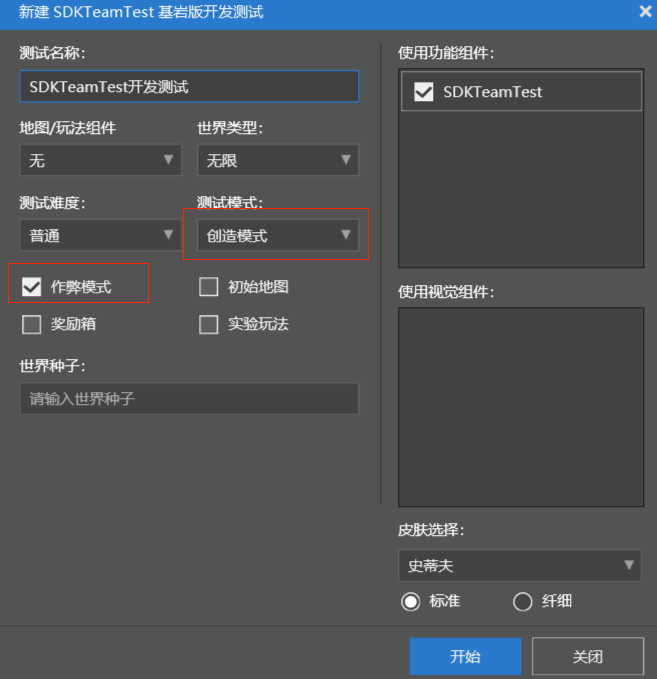 新建 SDKTeamTest 基岩版开发测试
测试名称：
SDKTeamTest开发测试
地图/玩法组件
世界类型：
无
无限
测试难度：
测试模式：
普通
创造模式
作弊模式
初始地图
奖励箱
实验玩法
世界种子：
请输入世界种子
使用功能组件：
SDKTeamTest
使用视觉组件：
皮肤选择：
史蒂夫
标准
纤细
开始
关闭